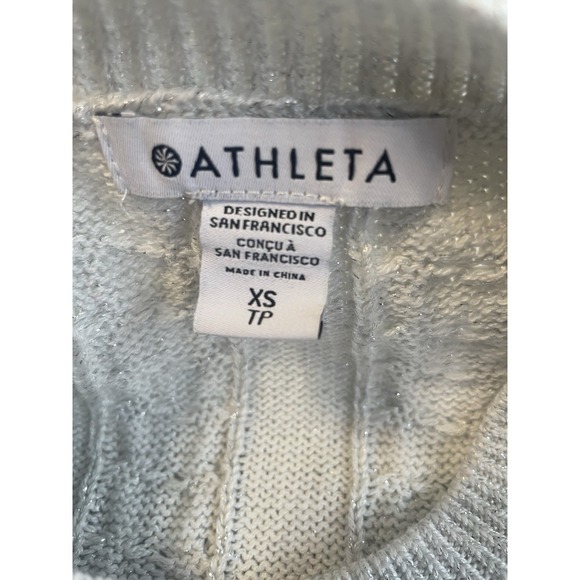 ATHLETA
DESIGNED IN
SAN FRANCISCO
CONÇU À
SAN FRANCISCO
MADE IN CHINA
XS
TP